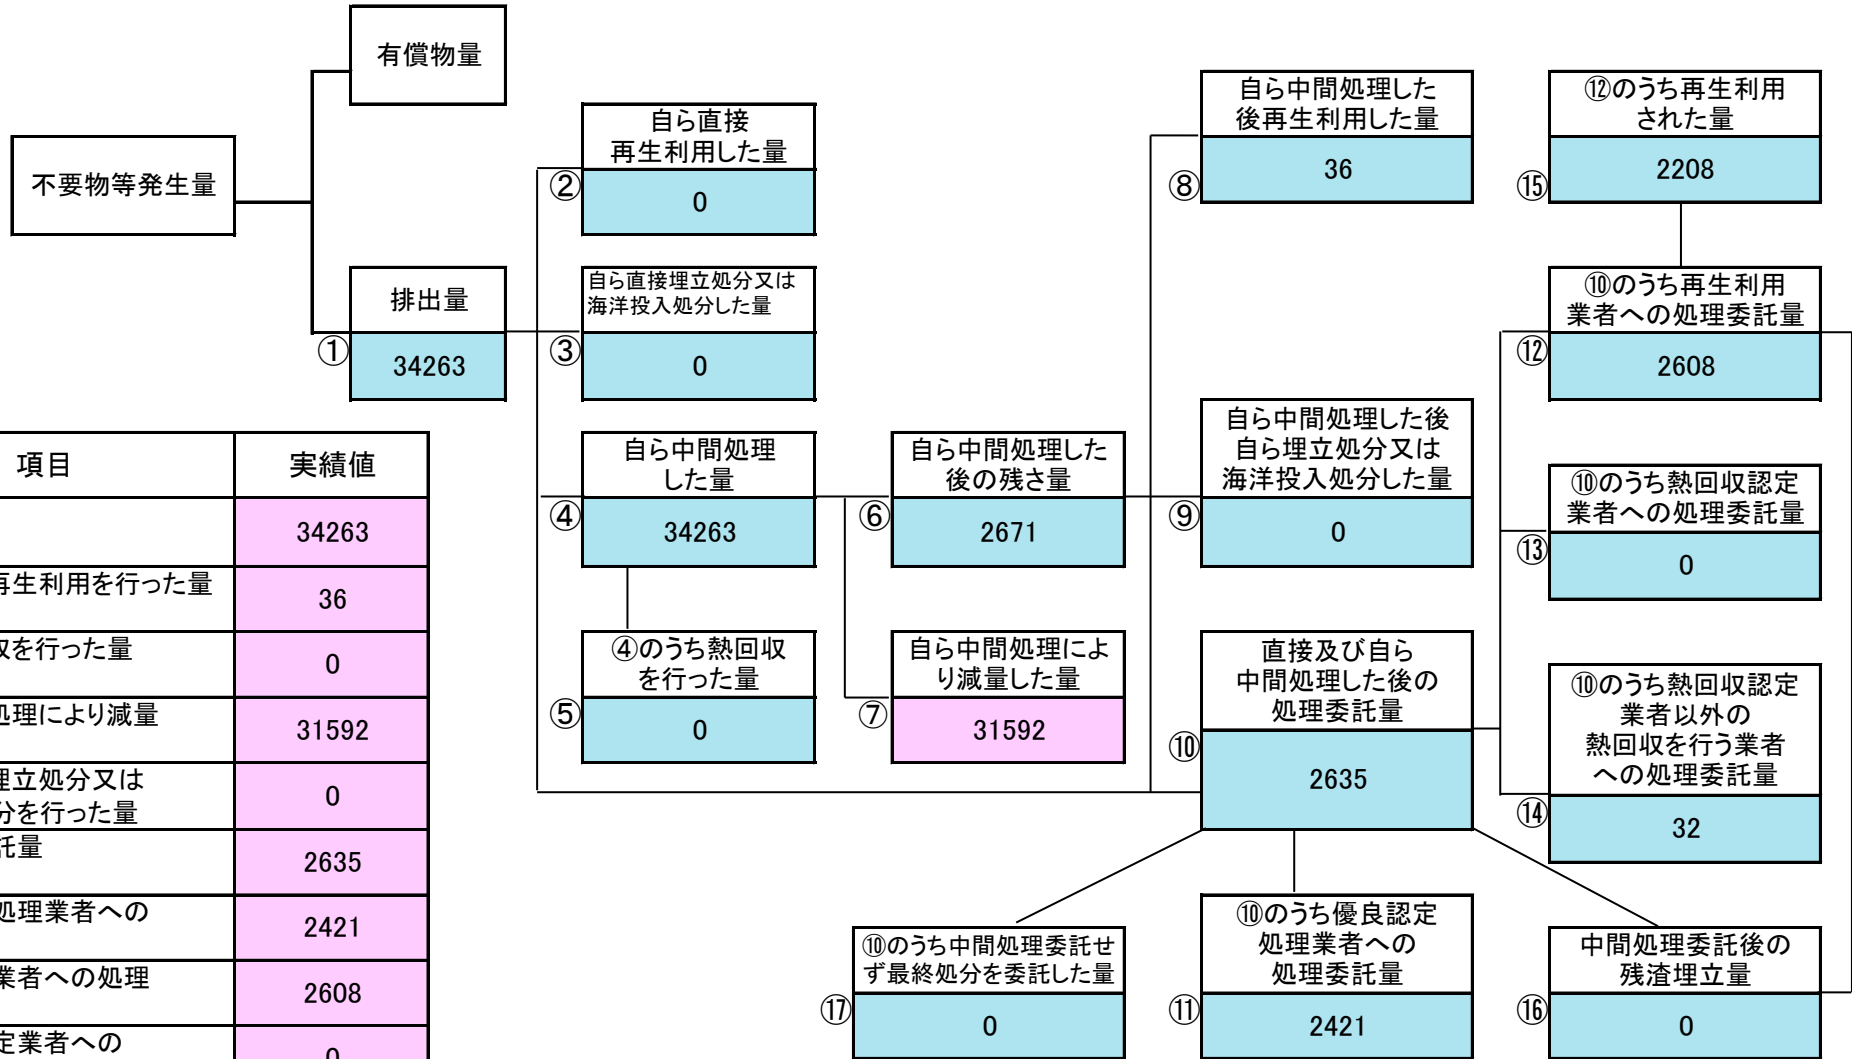 有償物量
不要物等発生量
排出量
①
34263
自ら直接
再生利用した量
②
0
自ら直接埋立処分又は
海洋投入処分した量
③
0
自ら中間処理
した量
④
34263
④のうち熱回収
を行った量
⑤
0
自ら中間処理した
後の残さ量
⑥
2671
自ら中間処理によ
り減量した量
⑦
31592
自ら中間処理した
後再生利用した量
⑧
36
自ら中間処理した後
自ら埋立処分又は
海洋投入処分した量
⑨
0
直接及び自ら
中間処理した後の
処理委託量
⑩
2635
⑫のうち再生利用
された量
⑮
2208
⑩のうち再生利用
業者への処理委託量
⑫
2608
⑩のうち熱回収認定
業者への処理委託量
⑬
0
⑩のうち熱回収認定
業者以外の
熱回収を行う業者
への処理委託量
⑭
32
⑩のうち中間処理委託せ
ず最終処分を委託した量
⑰
0
⑩のうち優良認定
処理業者への
処理委託量
⑪
2421
中間処理委託後の
残渣埋立量
⑯
0
項目 実績値
34263
再生利用を行った量 36
を行った量 0
処理により減量 31592
埋立処分又は
分を行った量 0
託量 2635
処理業者への 2421
業者への処理 2608
定業者への 0